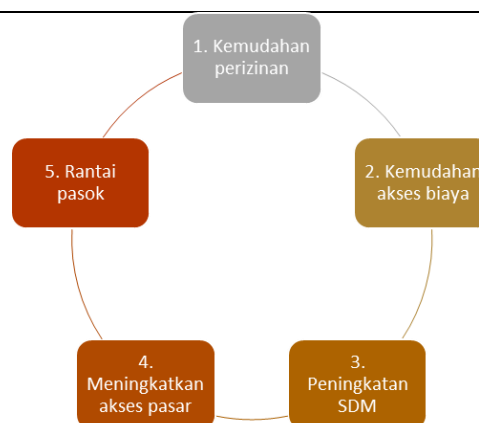 1. Kemudahan
perizinan
2. Kemudahan
akses biaya
3.
Peningkatan
SDM
4.
Meningkatkan
akses pasar
5. Rantai
pasok